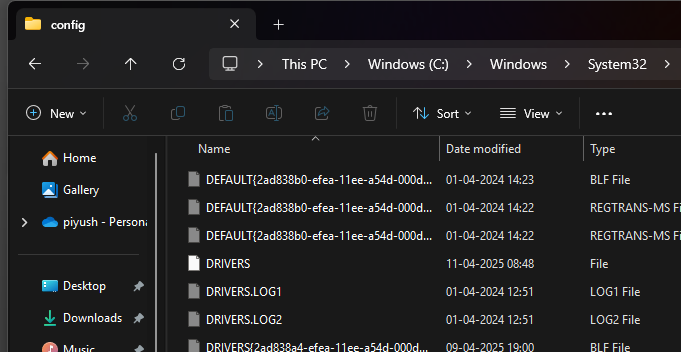 config
This PC > Windows (C:) > Windows > System32 >
New Sort View
Name Date modified Type
Home
Gallery
piyush - Persona
Desktop
Downloads
Music
DEFAULT{2ad838b0-efea-11ee-a54d-000d... 01-04-2024 14:23 BLF File
DEFAULT{2ad838b0-efea-11ee-a54d-000d... 01-04-2024 14:22 REGTRANS-MS Fi
DEFAULT{2ad838b0-efea-11ee-a54d-000d... 01-04-2024 14:22 REGTRANS-MS Fi
DRIVERS 11-04-2025 08:48 File
DRIVERS.LOG1 01-04-2024 12:51 LOG1 File
DRIVERS.LOG2 01-04-2024 12:51 LOG2 File
DRIVERS{2ad838a4-efea-11ee-a54d-000d... 09-04-2025 19:00 BLF File